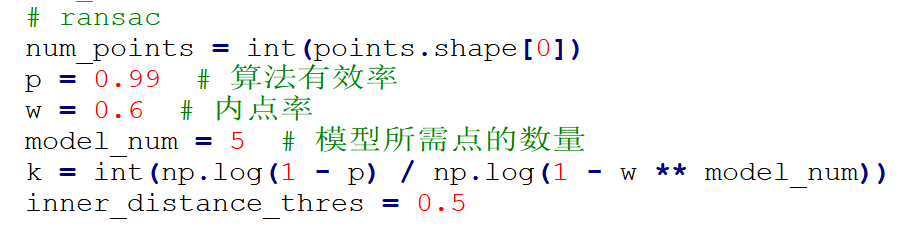 # ransac
num_points = int(points.shape[0])
p = 0.99  # 算法有效率
w = 0.6  # 内点率
model_num = 5  # 模型所需点的数量
k = int(np.log(1 - p) / np.log(1 - w ** model_num))
inner_distance_thres = 0.5